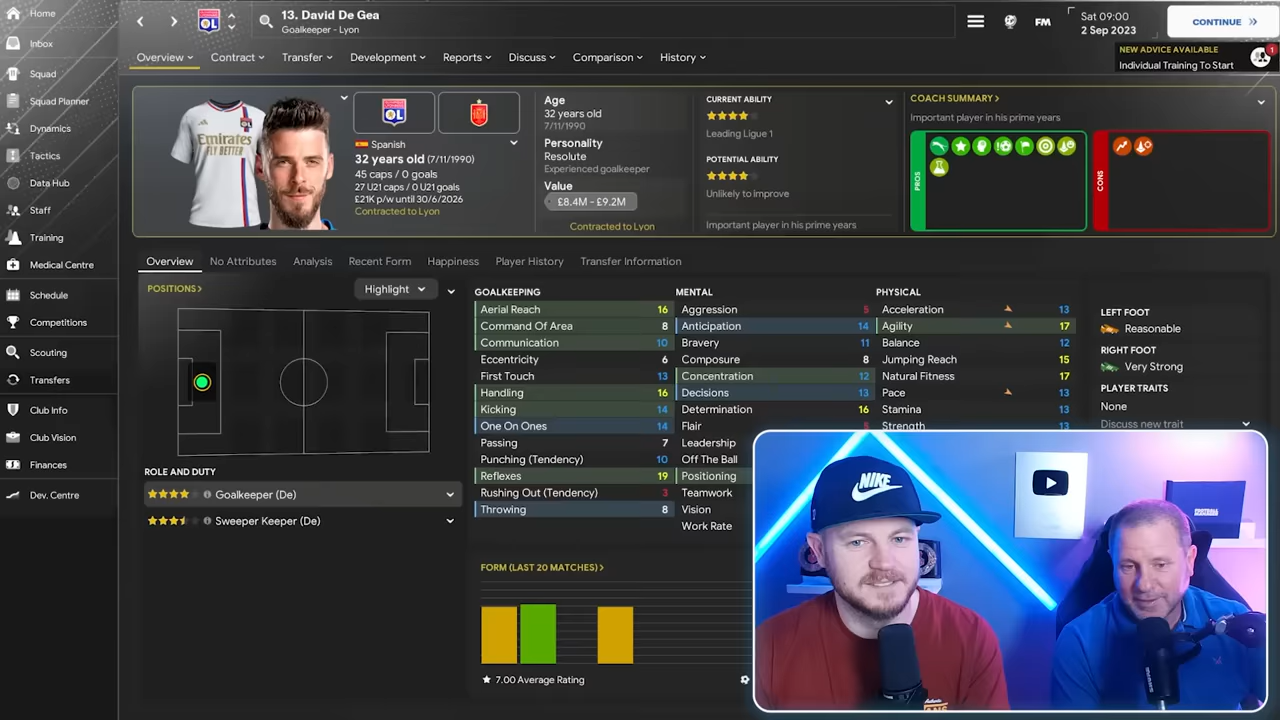 Home
Inbox
Squad
Squad Planner
Dynamics
Tactics
Data Hub
Staff
Training
Medical Centre
Schedule
Competitions
Scouting
Transfers
Club Info
Club Vision
Finances
Dev. Centre
13. David De Gea
Goalkeeper - Lyon
FM
Sat 09:00
2 Sep 2023
CONTINUE
Overview
Contract
Transfer
Development
Reports
Discuss
Comparison
History
NEW ADVICE AVAILABLE
Individual Training To Start
1
Emirates
FLY BETTER
Spanish
32 years old (7/11/1990)
45 caps / 0 goals
27 U21 caps / 0 U21 goals
£21K p/w until 30/6/2026
Contracted to Lyon
Age
32 years old
7/11/1990
Personality
Resolute
Experienced goalkeeper
Value
£8.4M - £9.2M
Contracted to Lyon
CURRENT ABILITY
Leading Ligue 1
POTENTIAL ABILITY
Unlikely to improve
Important player in his prime years
COACH SUMMARY
Important player in his prime years
PROS
CONS
Overview
No Attributes
Analysis
Recent Form
Happiness
Player History
Transfer Information
POSITIONS
Highlight
ROLE AND DUTY
Goalkeeper (De)
Sweeper Keeper (De)
GOALKEEPING
Aerial Reach 16
Command Of Area 8
Communication 10
Eccentricity 6
First Touch 13
Handling 16
Kicking 14
One On Ones 14
Passing 7
Punching (Tendency) 10
Reflexes 19
Rushing Out (Tendency) 3
Throwing 8
MENTAL
Aggression 5
Anticipation 14
Bravery 11
Composure 8
Concentration 12
Decisions 13
Determination 16
Flair 5
Leadership
Off The Ball
Positioning
Teamwork
Vision
Work Rate
PHYSICAL
Acceleration 13
Agility 17
Balance 12
Jumping Reach 15
Natural Fitness 17
Pace 13
Stamina 13
Strength 13
LEFT FOOT
Reasonable
RIGHT FOOT
Very Strong
PLAYER TRAITS
None
Discuss new trait
FORM (LAST 20 MATCHES)
7.00 Average Rating
NIKE